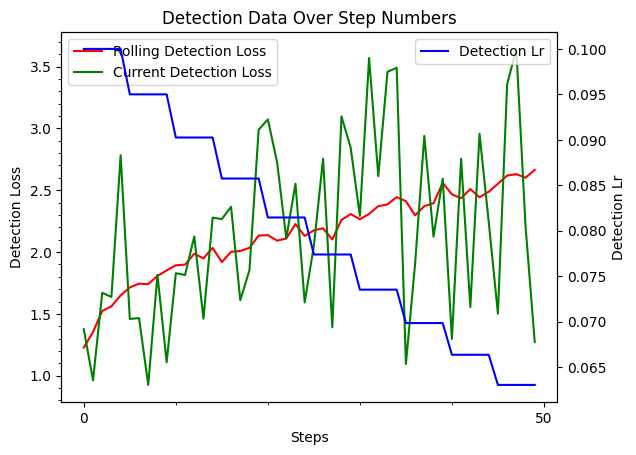 Detection Data Over Step Numbers
Rolling Detection Loss
Current Detection Loss
Detection Lr
3.5
3.0
2.5
2.0
1.5
1.0
Detection Loss
0.100
0.095
0.090
0.085
0.080
0.075
0.070
0.065
Detection Lr
0
50
Steps